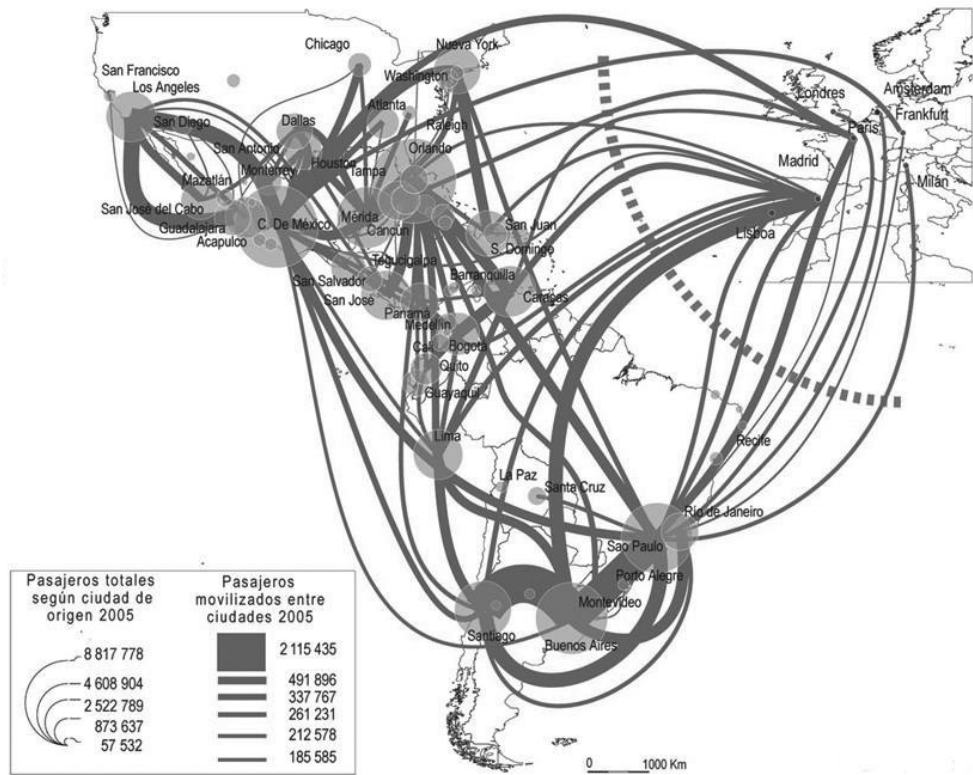 Chicago
Nueva York
Washington
San Francisco
Los Angeles
Londres
Amsterdam
Frankfurt
París
San Diego
Dallas
Atlanta
Raleigh
San Antonio
Orlando
Monterrey
Houston
Tampa
Madrid
Milán
Mazatlán
San José del Cabo
Guadalajara
Acapulco
C. De México
Mérida
Cancún
San Juan
S. Domingo
Lisboa
Tegucigalpa
San Salvador
Barranquilla
San José
Caracas
Panamá
Medellín
Cali
Bogota
Quito
Guayaquil
Lima
Recife
La Paz
Santa Cruz
Río de Janeiro
Sao Paulo
Porto Alegre
Montevideo
Santiago
Buenos Aires
Pasajeros totales
según ciudad de
origen 2005
8 817 778
4 608 904
2 522 789
873 637
57 532
Pasajeros
movilizados entre
ciudades 2005
2 115 435
491 896
337 767
261 231
212 578
185 585
0 1000 Km